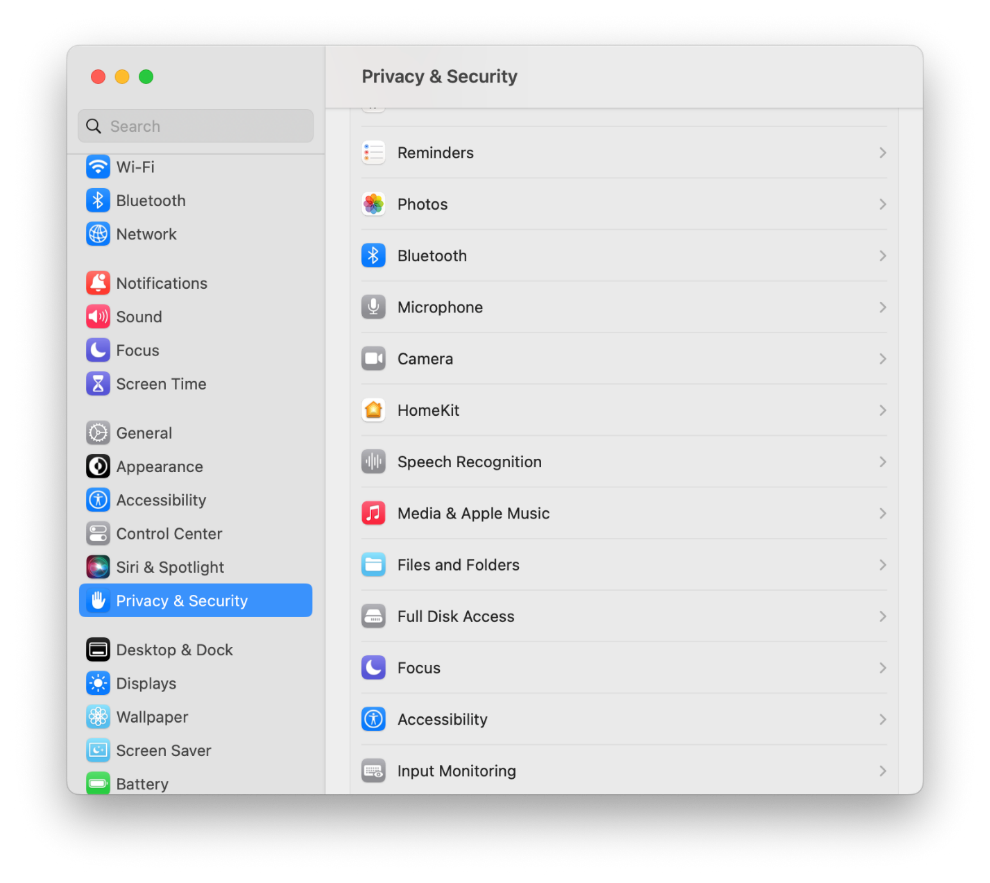 Privacy & Security
Search
Wi-Fi
Bluetooth
Network
Notifications
Sound
Focus
Screen Time
General
Appearance
Accessibility
Control Center
Siri & Spotlight
Privacy & Security
Desktop & Dock
Displays
Wallpaper
Screen Saver
Battery
Reminders
Photos
Bluetooth
Microphone
Camera
HomeKit
Speech Recognition
Media & Apple Music
Files and Folders
Full Disk Access
Focus
Accessibility
Input Monitoring